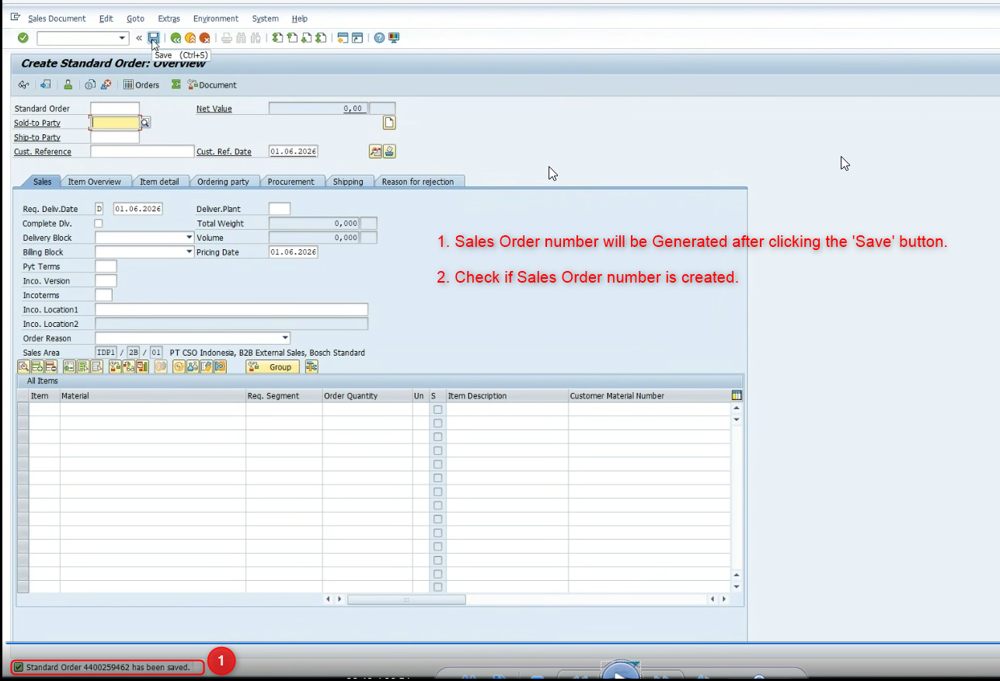 Sales Document Edit Goto Extras Environment System Help
Save (Ctrl+S)
Create Standard Order: Overview
Orders Document
Standard Order Net Value 0,00
Sold-to Party
Ship-to Party
Cust. Reference Cust. Ref. Date 01.06.2026
Sales Item Overview Item detail Ordering party Procurement Shipping Reason for rejection
Req. Deliv.Date D 01.06.2026 Deliver.Plant
Complete Dlv. Total Weight 0,000
Delivery Block Volume 0,000
Billing Block Pricing Date 01.06.2026
Pyt Terms
Inco. Version
Incoterms
Inco. Location1
Inco. Location2
Order Reason
Sales Area IDP1 / 2B / 01 PT CSO Indonesia, B2B External Sales, Bosch Standard
1. Sales Order number will be Generated after clicking the 'Save' button.
2. Check if Sales Order number is created.
Group
All Items
Item Material Req. Segment Order Quantity Un S Item Description Customer Material Number
Standard Order 4400259462 has been saved.
1